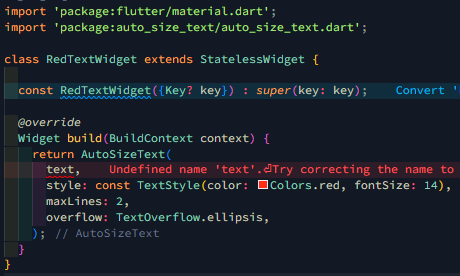 import 'package:flutter/material.dart';
import 'package:auto_size_text/auto_size_text.dart';
class RedTextWidget extends StatelessWidget {
const RedTextWidget({Key? key}) : super(key: key); Convert '
@override
Widget build(BuildContext context) {
return AutoSizeText(
text, Undefined name 'text'.⏎Try correcting the name to
style: const TextStyle(color: Colors.red, fontSize: 14),
maxLines: 2,
overflow: TextOverflow.ellipsis,
); // AutoSizeText
}
}